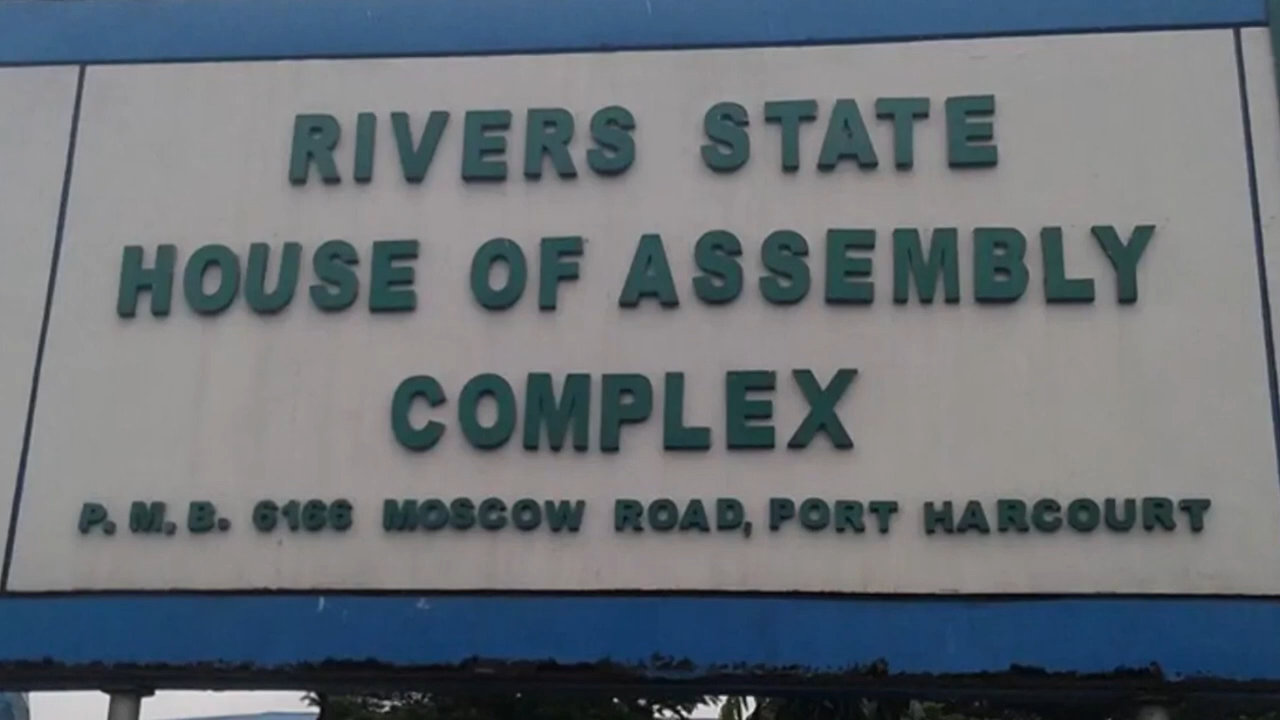 RIVERS STATE
HOUSE OF ASSEMBLY
COMPLEX
P. M. B. 6166 MOSCOW ROAD, PORT HARCOURT